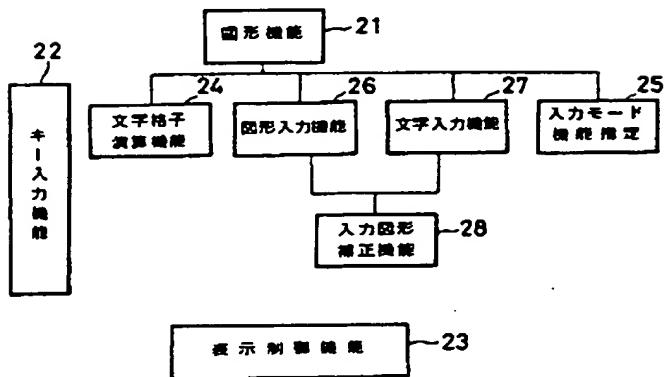 図形機能
21
22
キー入力機能
24
文字格子
演算機能
26
図形入力機能
27
文字入力機能
25
入力モード
機能指定
入力図形
補正機能
28
表示制御機能
23